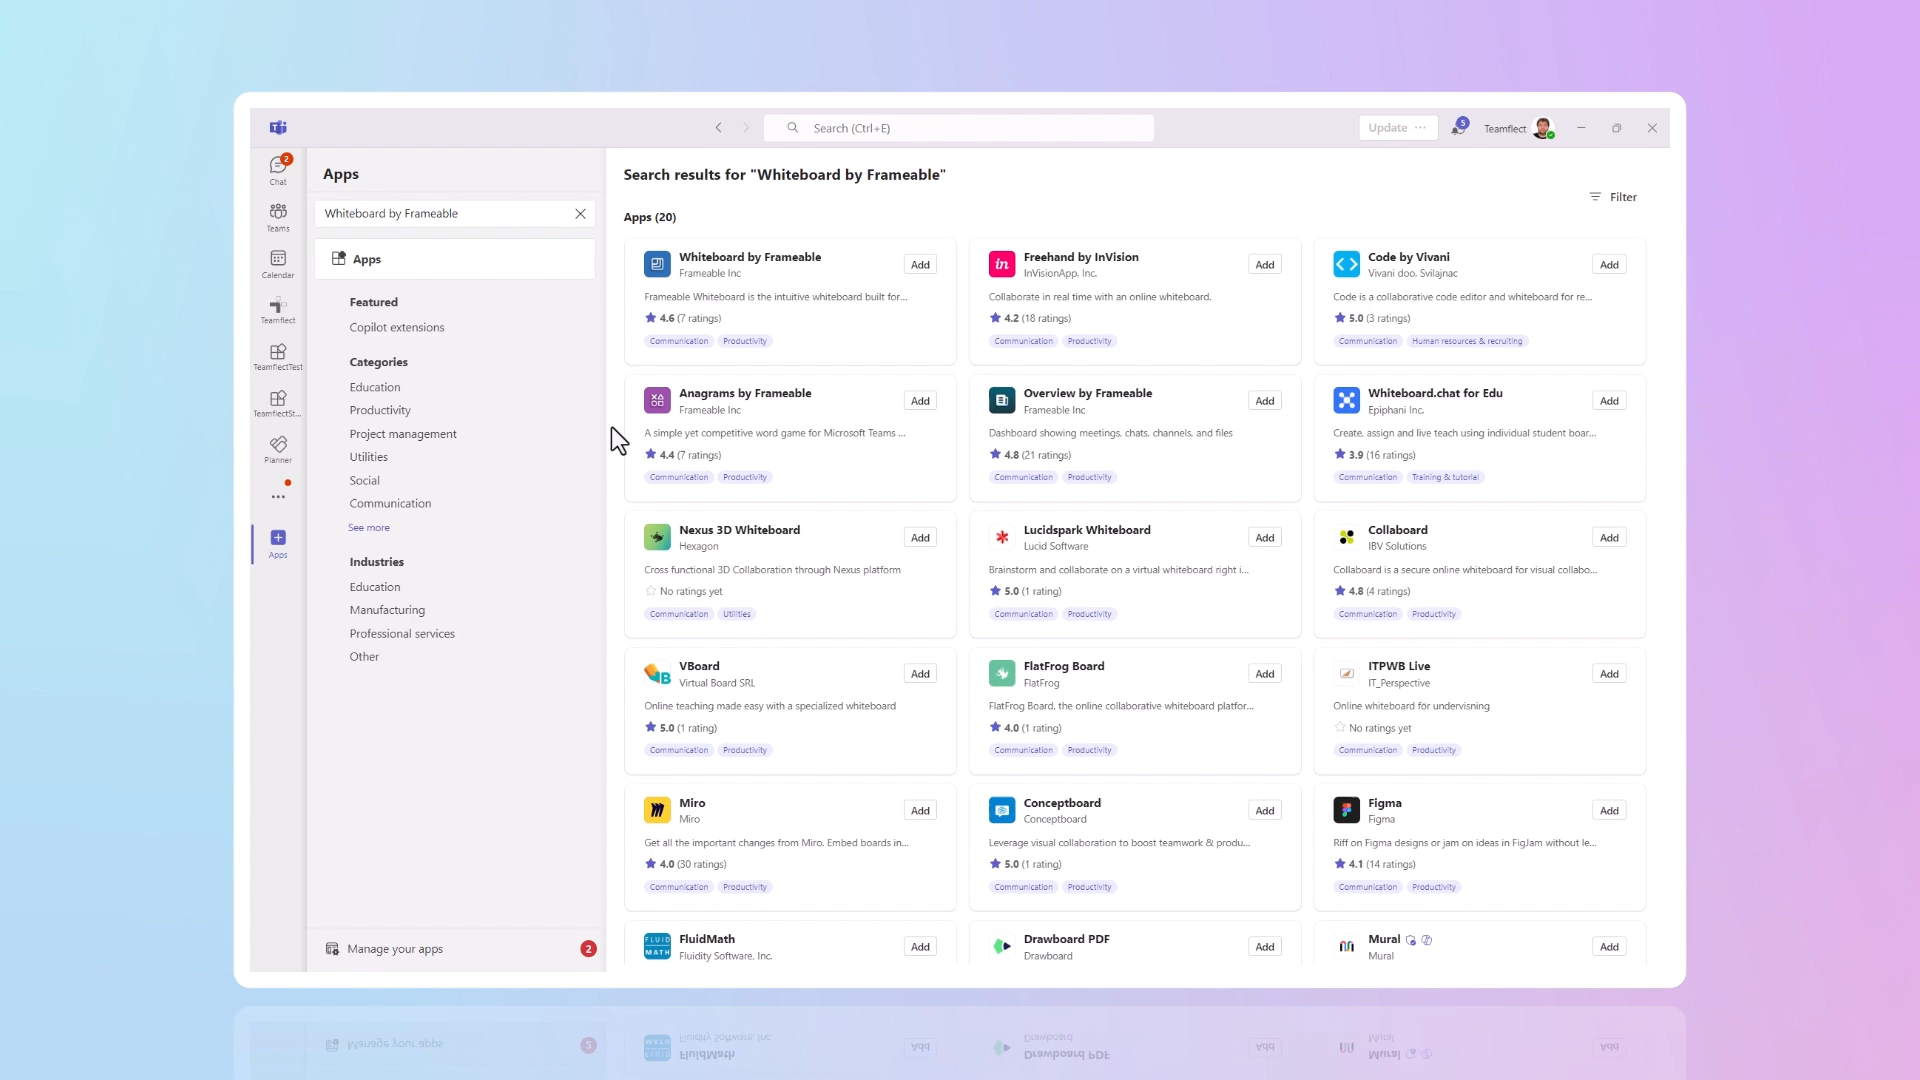 Search (Ctrl+E)
Update ···
5
Teamflect
2
Chat
Teams
Calendar
Teamflect
TeamflectTest
TeamflectSt...
Planner
Apps
Apps
Whiteboard by Frameable
Apps
Featured
Copilot extensions
Categories
Education
Productivity
Project management
Utilities
Social
Communication
See more
Industries
Education
Manufacturing
Professional services
Other
Manage your apps
2
Search results for "Whiteboard by Frameable"
Filter
Apps (20)
Whiteboard by Frameable
Frameable Inc
Add
Frameable Whiteboard is the intuitive whiteboard built for...
4.6 (7 ratings)
Communication Productivity
in
Freehand by InVision
InVisionApp, Inc.
Add
Collaborate in real time with an online whiteboard.
4.2 (18 ratings)
Communication Productivity
Code by Vivani
Vivani doo, Svilajnac
Add
Code is a collaborative code editor and whiteboard for re...
5.0 (3 ratings)
Communication Human resources & recruiting
Anagrams by Frameable
Frameable Inc
Add
A simple yet competitive word game for Microsoft Teams ...
4.4 (7 ratings)
Communication Productivity
Overview by Frameable
Frameable Inc
Add
Dashboard showing meetings, chats, channels, and files
4.8 (21 ratings)
Communication Productivity
Whiteboard.chat for Edu
Epiphani Inc.
Add
Create, assign and live teach using individual student boar...
3.9 (16 ratings)
Communication Training & tutorial
Nexus 3D Whiteboard
Hexagon
Add
Cross functional 3D Collaboration through Nexus platform
No ratings yet
Communication Utilities
Lucidspark Whiteboard
Lucid Software
Add
Brainstorm and collaborate on a virtual whiteboard right i...
5.0 (1 rating)
Communication Productivity
Collaboard
IBV Solutions
Add
Collaboard is a secure online whiteboard for visual collabo...
4.8 (4 ratings)
Communication Productivity
VBoard
Virtual Board SRL
Add
Online teaching made easy with a specialized whiteboard
5.0 (1 rating)
Communication Productivity
FlatFrog Board
FlatFrog
Add
FlatFrog Board, the online collaborative whiteboard platfor...
4.0 (1 rating)
Communication Productivity
ITPWB Live
IT_Perspective
Add
Online whiteboard för undervisning
No ratings yet
Communication Productivity
Miro
Miro
Add
Get all the important changes from Miro. Embed boards in...
4.0 (30 ratings)
Communication Productivity
Conceptboard
Conceptboard
Add
Leverage visual collaboration to boost teamwork & produ...
5.0 (1 rating)
Communication Productivity
Figma
Figma
Add
Riff on Figma designs or jam on ideas in FigJam without le...
4.1 (14 ratings)
Communication Productivity
FLUID
MATH
FluidMath
Fluidity Software, Inc.
Add
Drawboard PDF
Drawboard
Add
Mural
Mural
Add